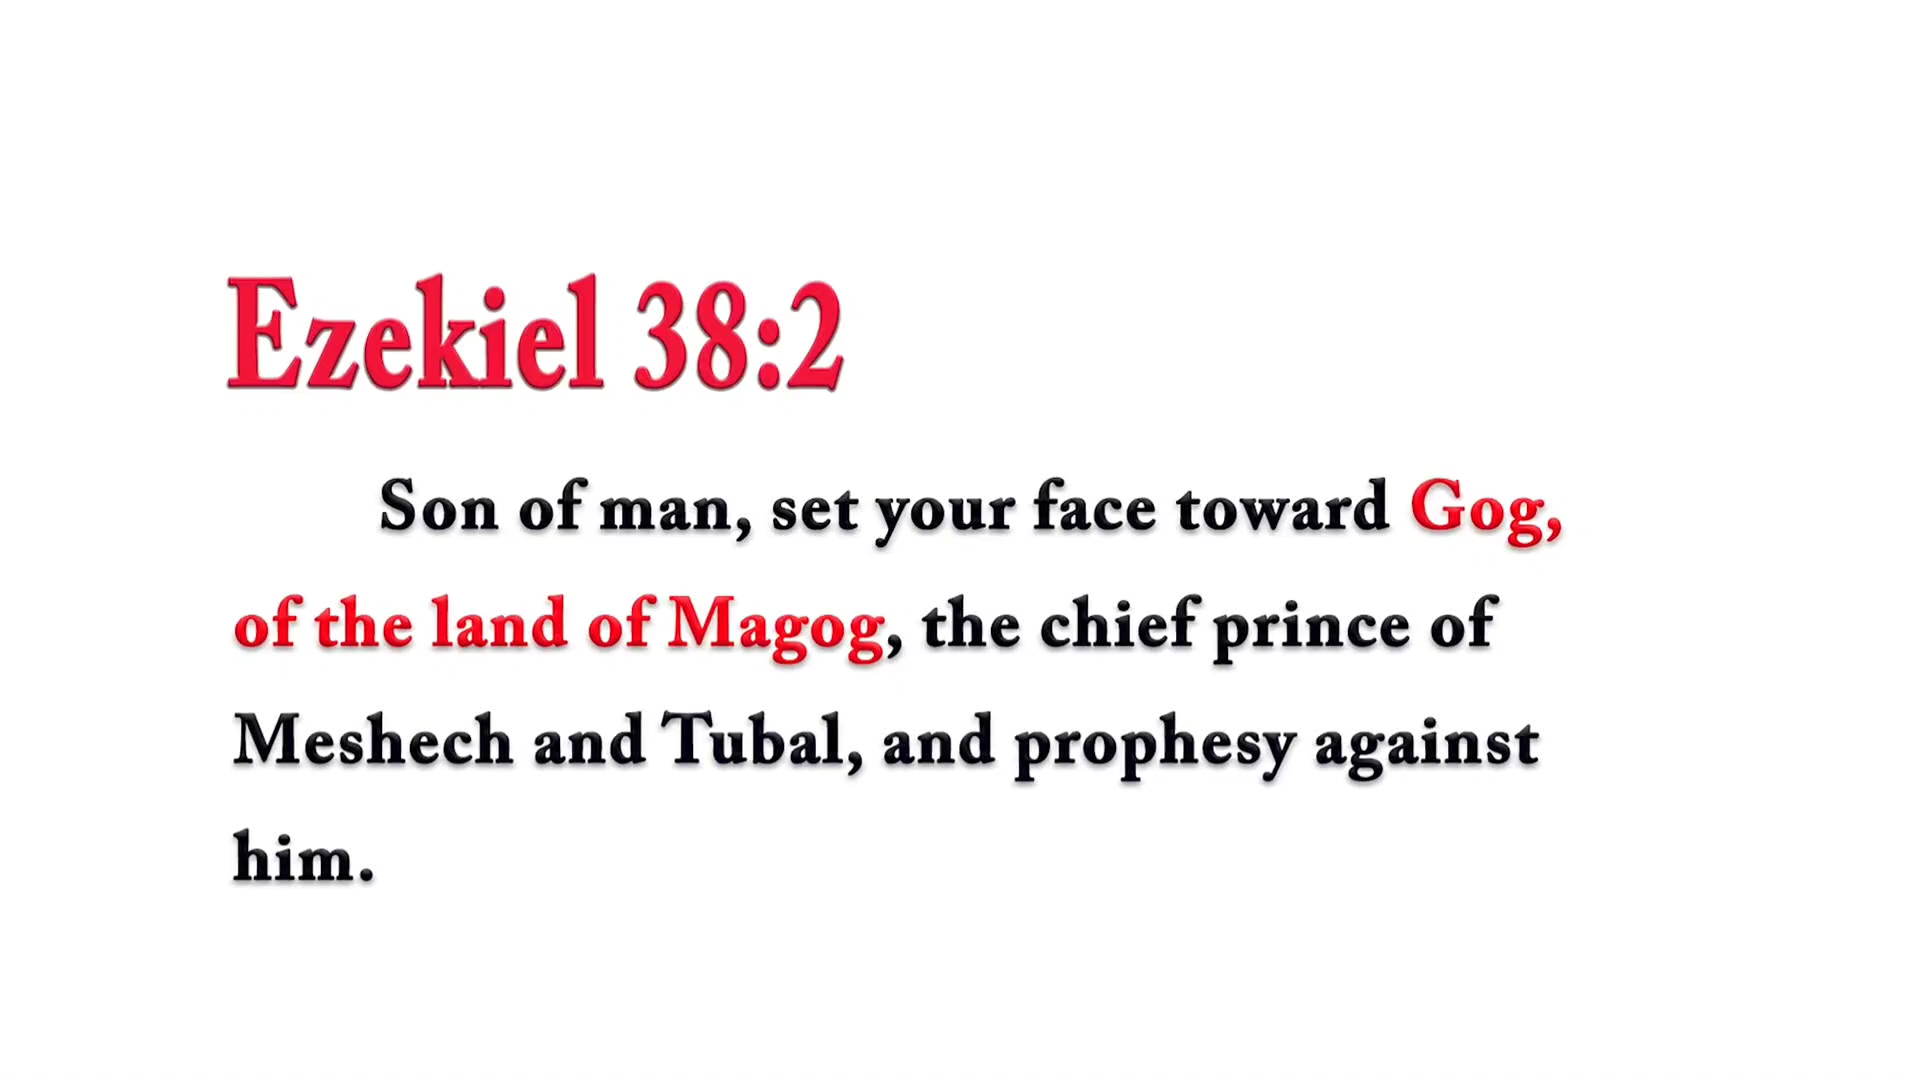 Ezekiel 38:2
Son of man, set your face toward Gog,
of the land of Magog, the chief prince of
Meshech and Tubal, and prophesy against
him.